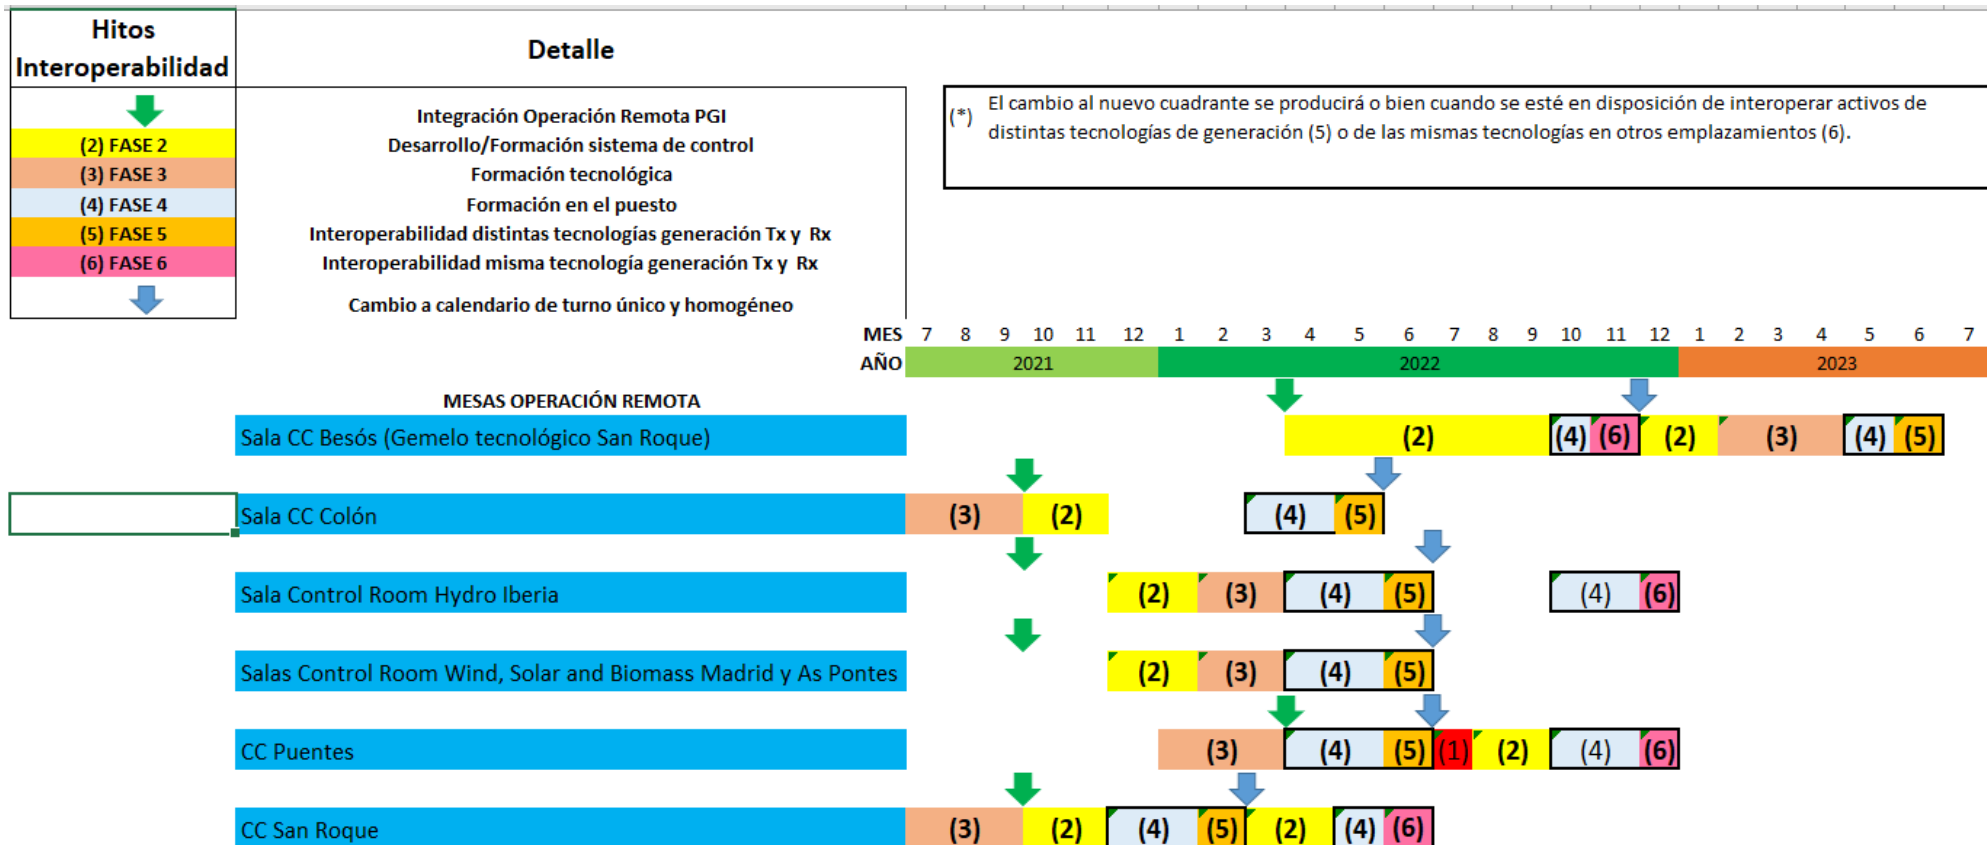 Hitos
Interoperabilidad
Detalle
Integración Operación Remota PGI
(2) FASE 2
Desarrollo/Formación sistema de control
(3) FASE 3
Formación tecnológica
(4) FASE 4
Formación en el puesto
(5) FASE 5
Interoperabilidad distintas tecnologías generación Tx y Rx
(6) FASE 6
Interoperabilidad misma tecnología generación Tx y Rx
Cambio a calendario de turno único y homogéneo
(*) El cambio al nuevo cuadrante se producirá o bien cuando se esté en disposición de interoperar activos de
distintas tecnologías de generación (5) o de las mismas tecnologías en otros emplazamientos (6).
MES 7 8 9 10 11 12 1 2 3 4 5 6 7 8 9 10 11 12 1 2 3 4 5 6 7
AÑO 2021 2022 2023
MESAS OPERACIÓN REMOTA
Sala CC Besós (Gemelo tecnológico San Roque) (2) (4) (6) (2) (3) (4) (5)
Sala CC Colón (3) (2) (4) (5)
Sala Control Room Hydro Iberia (2) (3) (4) (5) (4) (6)
Salas Control Room Wind, Solar and Biomass Madrid y As Pontes (2) (3) (4) (5)
CC Puentes (3) (4) (5) (1) (2) (4) (6)
CC San Roque (3) (2) (4) (5) (2) (4) (6)